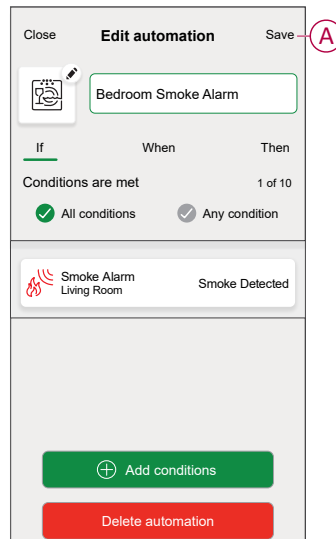 Close Edit automation Save A
Bedroom Smoke Alarm
If When Then
Conditions are met 1 of 10
All conditions Any condition
Smoke Alarm Smoke Detected
Living Room
Add conditions
Delete automation